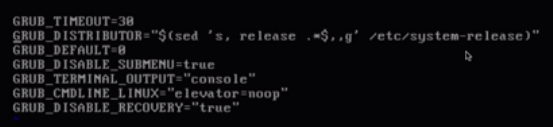 GRUB_TIMEOUT=30
GRUB_DISTRIBUTOR="$(sed 's, release .*$,,g' /etc/system-release)"
GRUB_DEFAULT=0
GRUB_DISABLE_SUBMENU=true
GRUB_TERMINAL_OUTPUT="console"
GRUB_CMDLINE_LINUX="elevator=noop"
GRUB_DISABLE_RECOVERY="true"